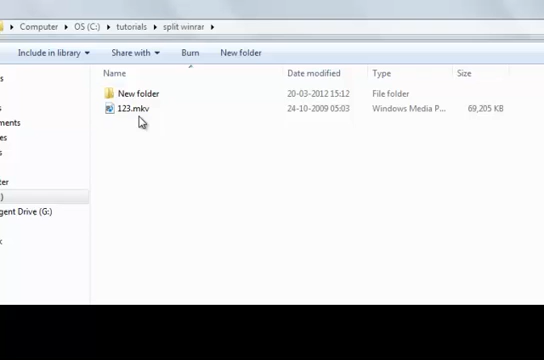 Computer OS (C:) tutorials split winrar
Include in library Share with Burn New folder
Name Date modified Type Size
New folder 20-03-2012 15:12 File folder
123.mkv 24-10-2009 05:03 Windows Media P... 69,205 KB
s
ments
es
s
ter
)
gent Drive (G:)
k